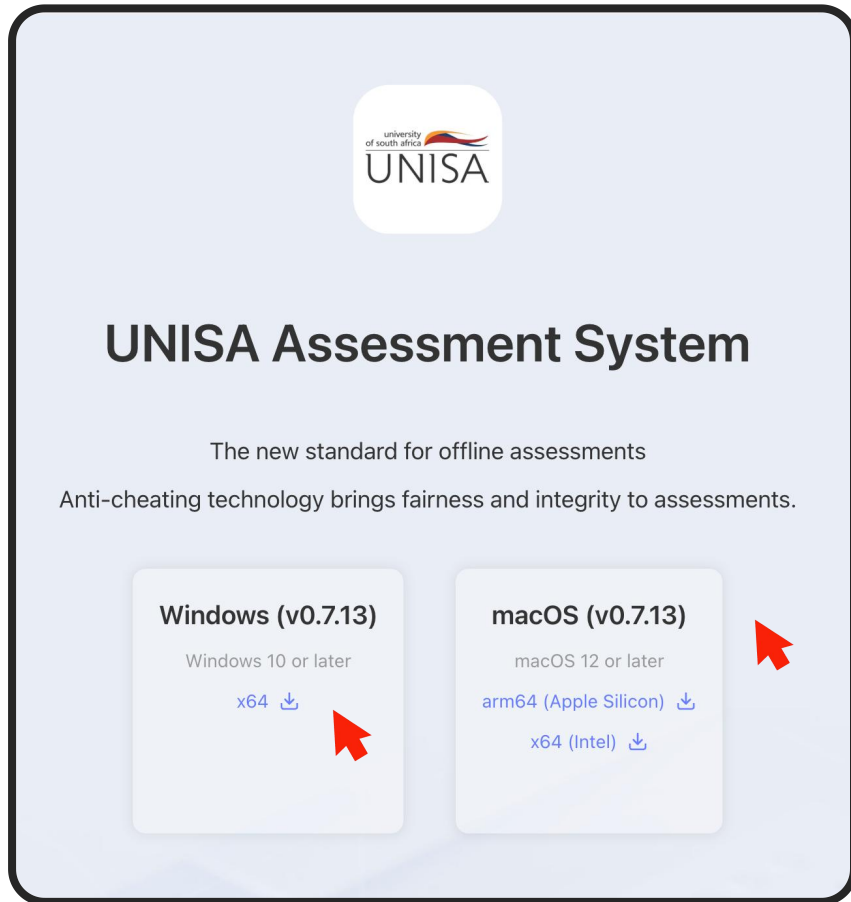 university
of south africa
UNISA
UNISA Assessment System
The new standard for offline assessments
Anti-cheating technology brings fairness and integrity to assessments.
Windows (v0.7.13)
Windows 10 or later
x64
macOS (v0.7.13)
macOS 12 or later
arm64 (Apple Silicon)
x64 (Intel)